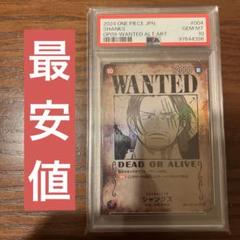 最安値
2024 ONE PIECE JPN.
#004
SHANKS
GEM MT
OP09-WANTED ALT ART
10
WANTED
DEAD OR ALIVE
シャンクス